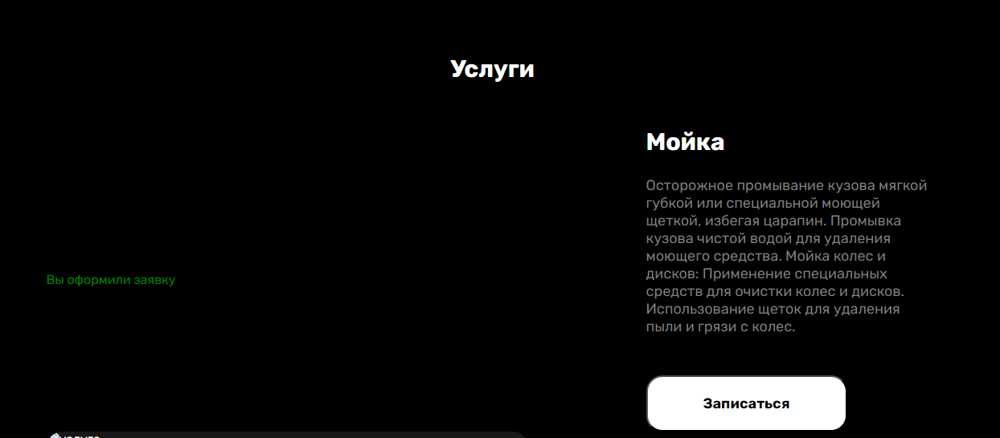 Услуги
Мойка
Осторожное промывание кузова мягкой
губкой или специальной моющей
щеткой, избегая царапин. Промывка
кузова чистой водой для удаления
моющего средства. Мойка колес и
дисков: Применение специальных
средств для очистки колес и дисков.
Использование щеток для удаления
пыли и грязи с колес.
Вы оформили заявку
Записаться